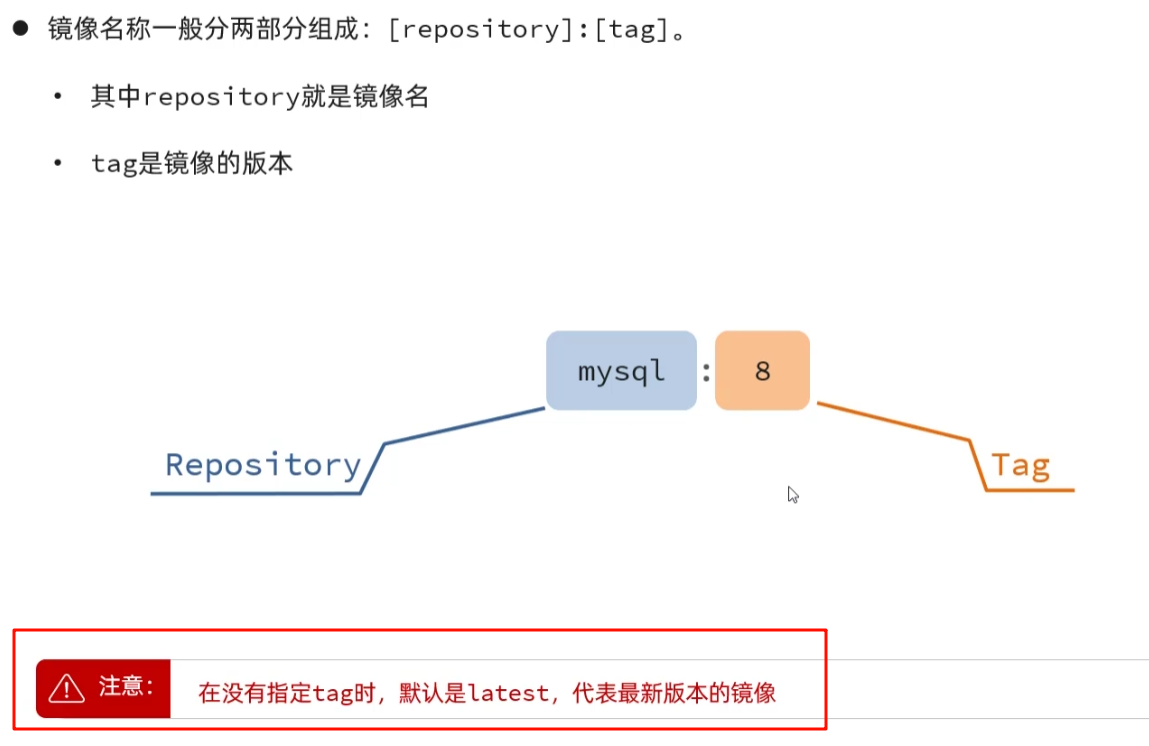 ● 镜像名称一般分两部分组成：[repository]:[tag]。
• 其中repository就是镜像名
• tag是镜像的版本
mysql : 8
Repository
Tag
注意：
在没有指定tag时，默认是latest，代表最新版本的镜像